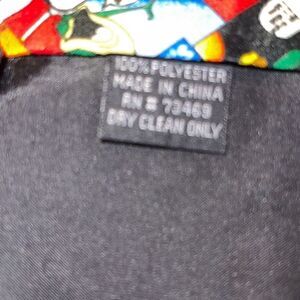 100% POLYESTER
MADE IN CHINA
RN # 73469
DRY CLEAN ONLY